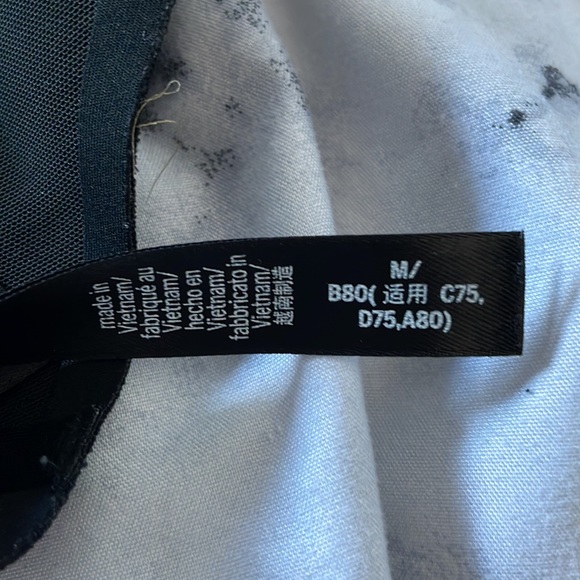 made in
Vietnam/
fabriqué au
Vietnam/
hecho en
Vietnam/
fabbricato in
Vietnam/
越南制造
M/
B80( 适用 C75,
D75,A80)